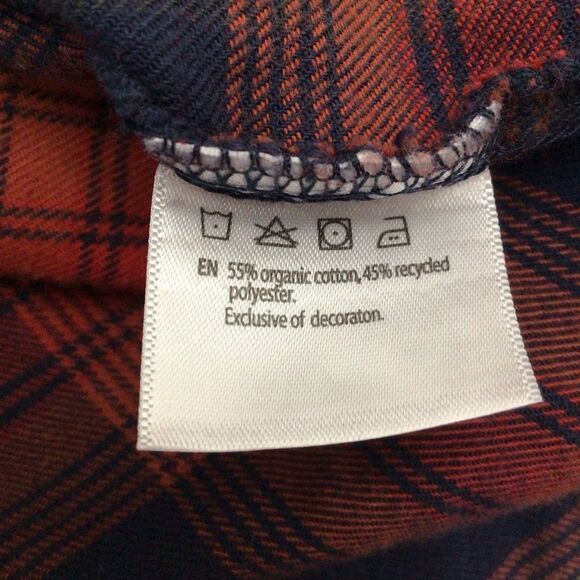 EN 55% organic cotton, 45% recycled
polyester.
Exclusive of decoraton.